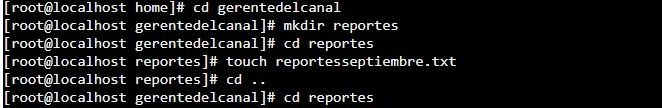 [root@localhost home]# cd gerentedelcanal
[root@localhost gerentedelcanal]# mkdir reportes
[root@localhost gerentedelcanal]# cd reportes
[root@localhost reportes]# touch reportesseptiembre.txt
[root@localhost reportes]# cd ..
[root@localhost gerentedelcanal]# cd reportes